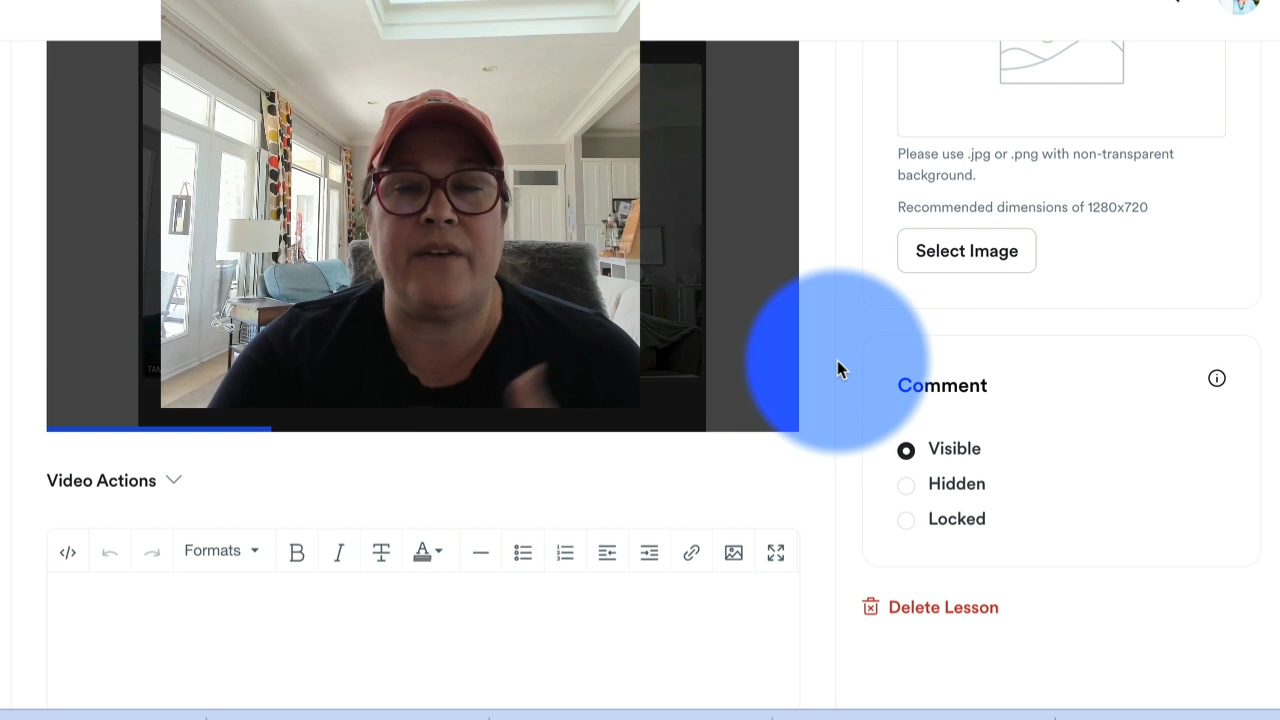 Please use .jpg or .png with non-transparent
background.
Recommended dimensions of 1280x720
Select Image
Comment
Visible
Hidden
Locked
Delete Lesson
Video Actions
Formats